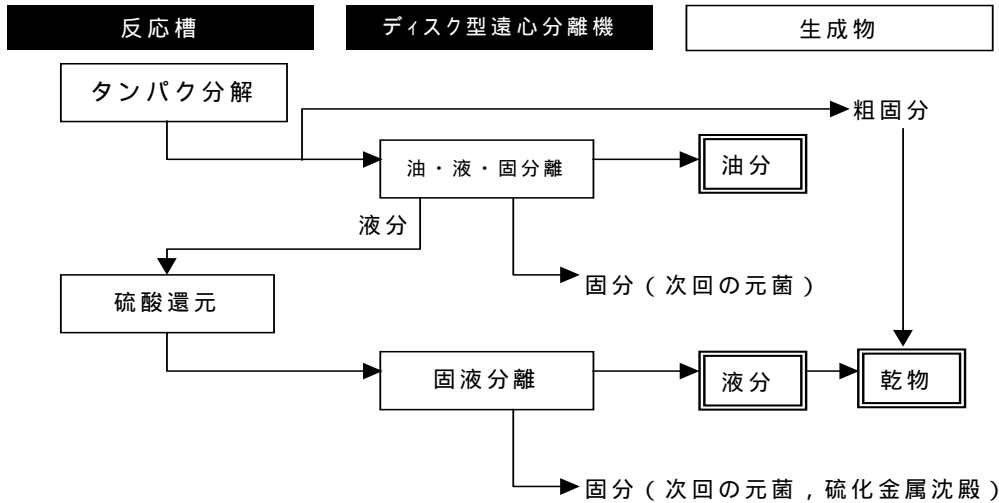 反応槽
ディスク型遠心分離機
生成物
タンパク分解
粗固分
油・液・固分離
油分
液分
固分（次回の元菌）
硫酸還元
固液分離
液分
乾物
固分（次回の元菌，硫化金属沈殿）